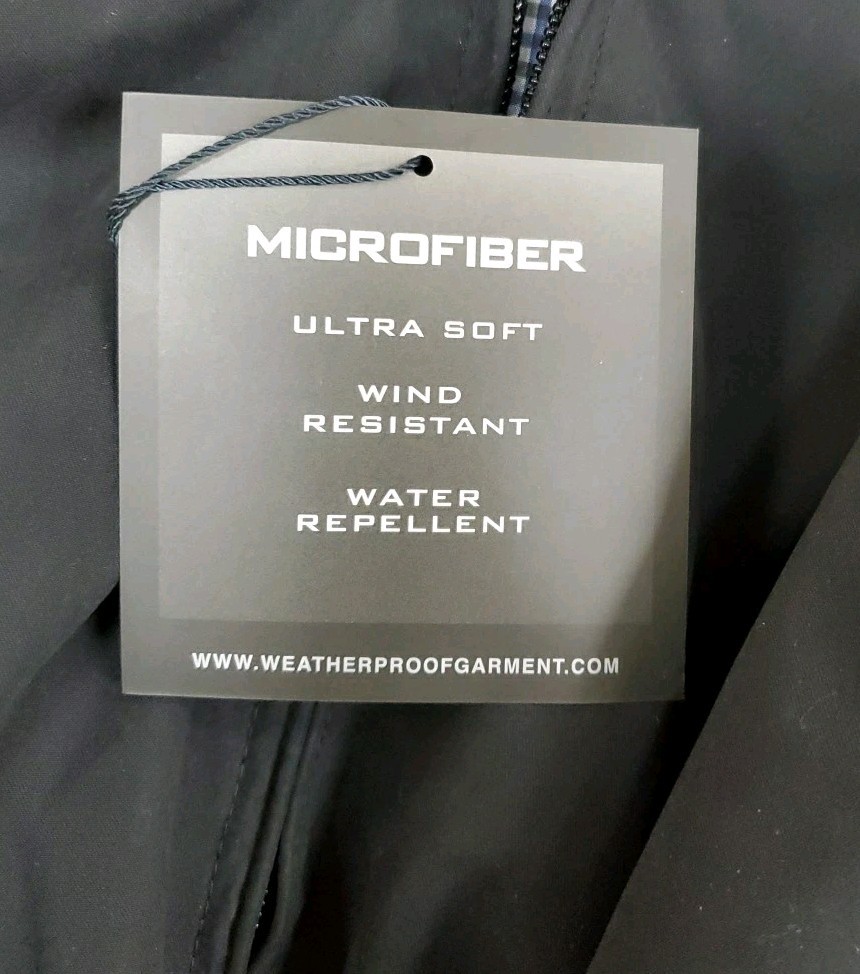 MICROFIBER
ULTRA SOFT
WIND
RESISTANT
WATER
REPELLENT
WWW.WEATHERPROOFGARMENT.COM